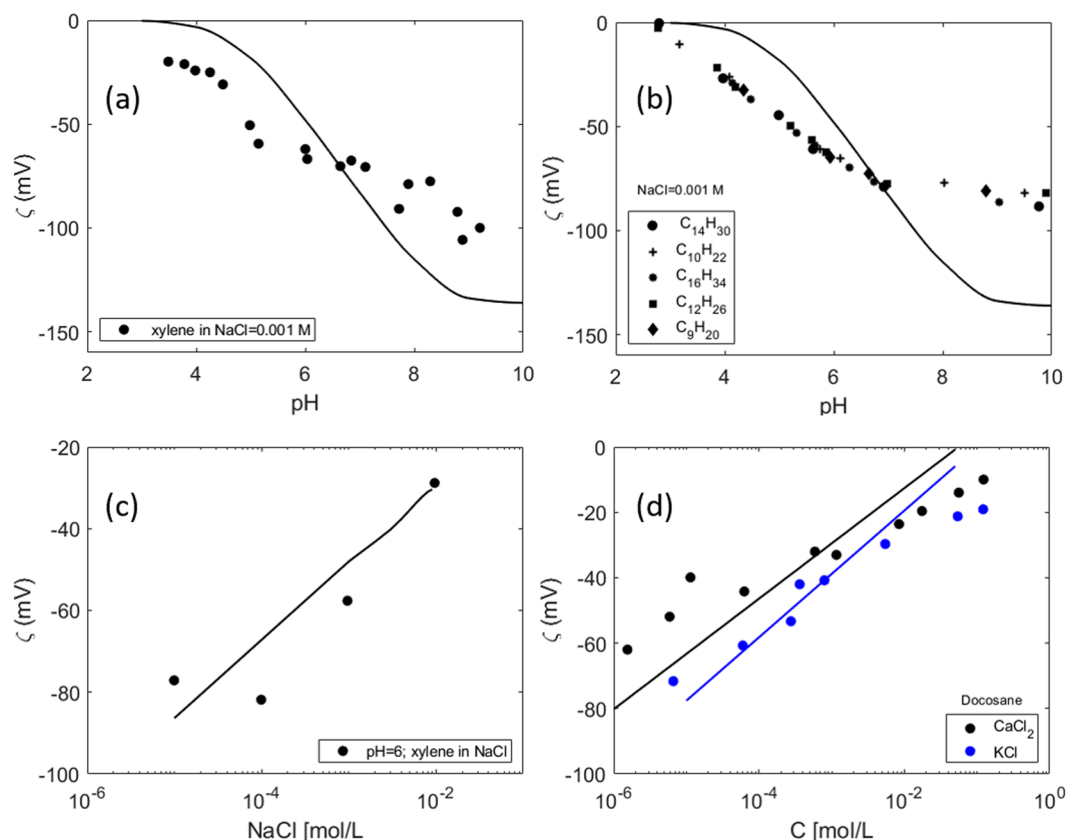 (a)
0
-50
-100
-150
ζ (mV)
xylene in NaCl=0.001 M
2 4 6 8 10
pH
(b)
0
-50
-100
-150
ζ (mV)
NaCl=0.001 M
C14H30
C10H22
C16H34
C12H26
C9H20
2 4 6 8 10
pH
(c)
-20
-40
-60
-80
-100
ζ (mV)
pH=6; xylene in NaCl
10-6 10-4 10-2
NaCl [mol/L
(d)
0
-20
-40
-60
-80
-100
ζ (mV)
Docosane
CaCl2
KCl
10-6 10-4 10-2 100
C [mol/L